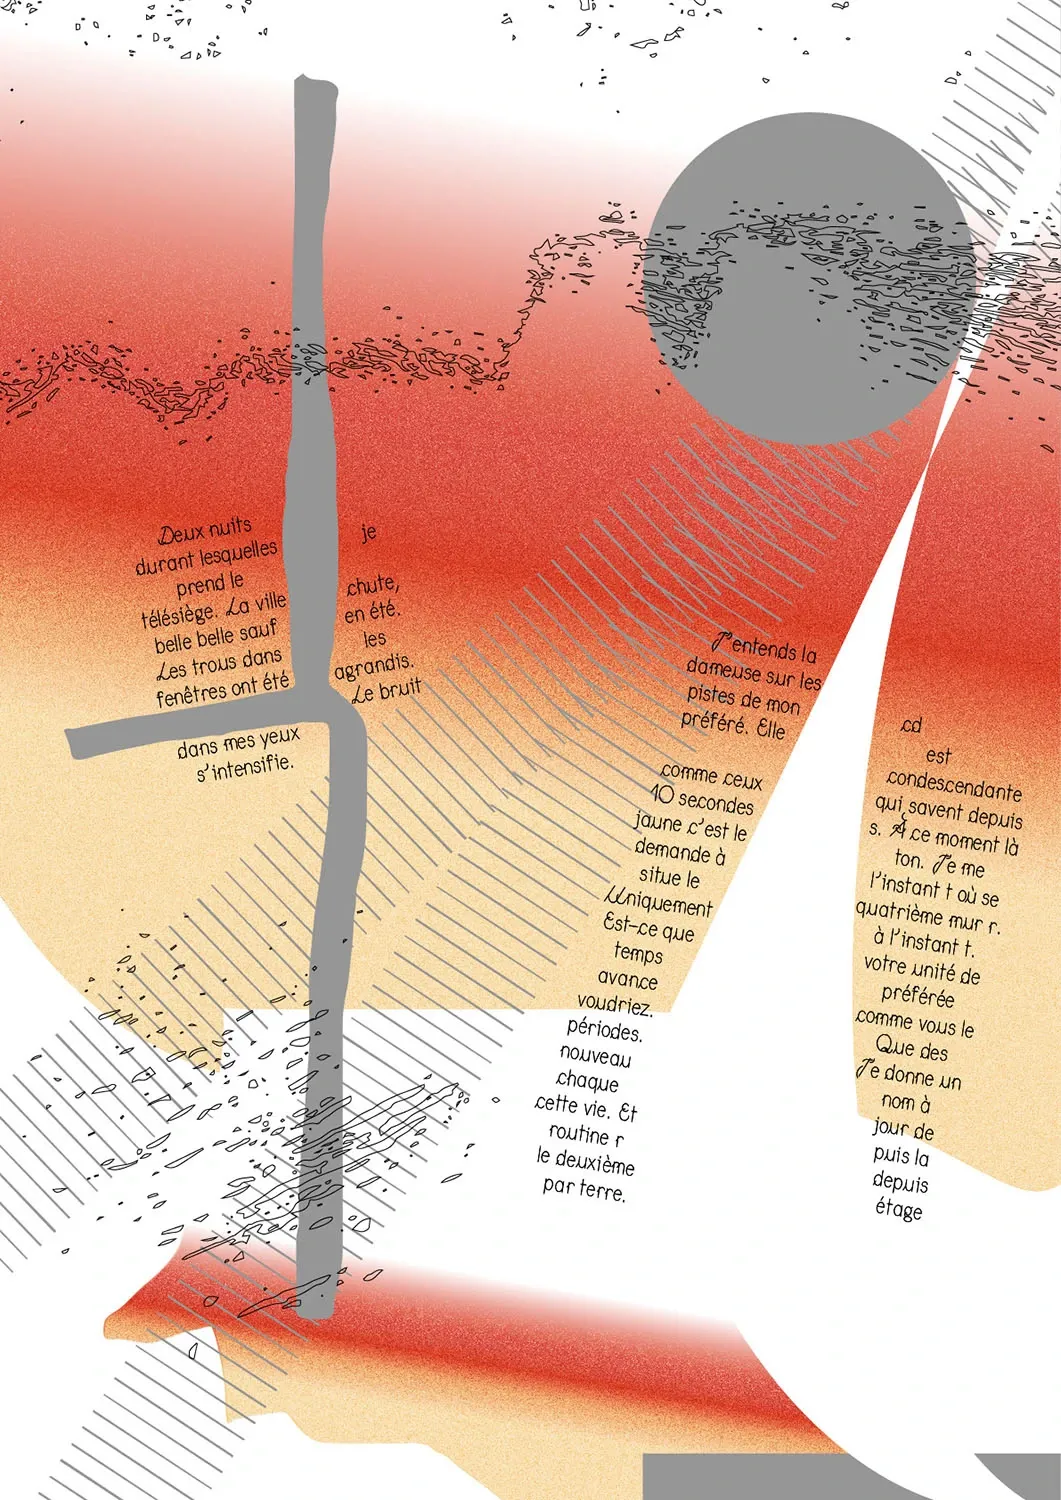 Deux nuits
durant lesquelles
prend le
télésiège. La ville
belle belle sauf
Les trous dans
fenêtres ont été
dans mes yeux
s'intensifie.
je
chute,
en été.
les
agrandis.
Le bruit
J'entends la
dameuse sur les
pistes de mon
préféré. Elle
comme ceux
10 secondes
jaune c'est le
demande à
situe le
Uniquement
Est-ce que
temps
avance
voudriez.
périodes.
nouveau
chaque
cette vie. Et
routine r
le deuxième
par terre.
cd
est
condescendante
qui savent depuis
s. À ce moment là
ton. Je me
l'instant t où se
quatrième mur r.
à l'instant t.
votre unité de
préférée
comme vous le
Que des
Je donne un
nom à
jour de
puis la
depuis
étage